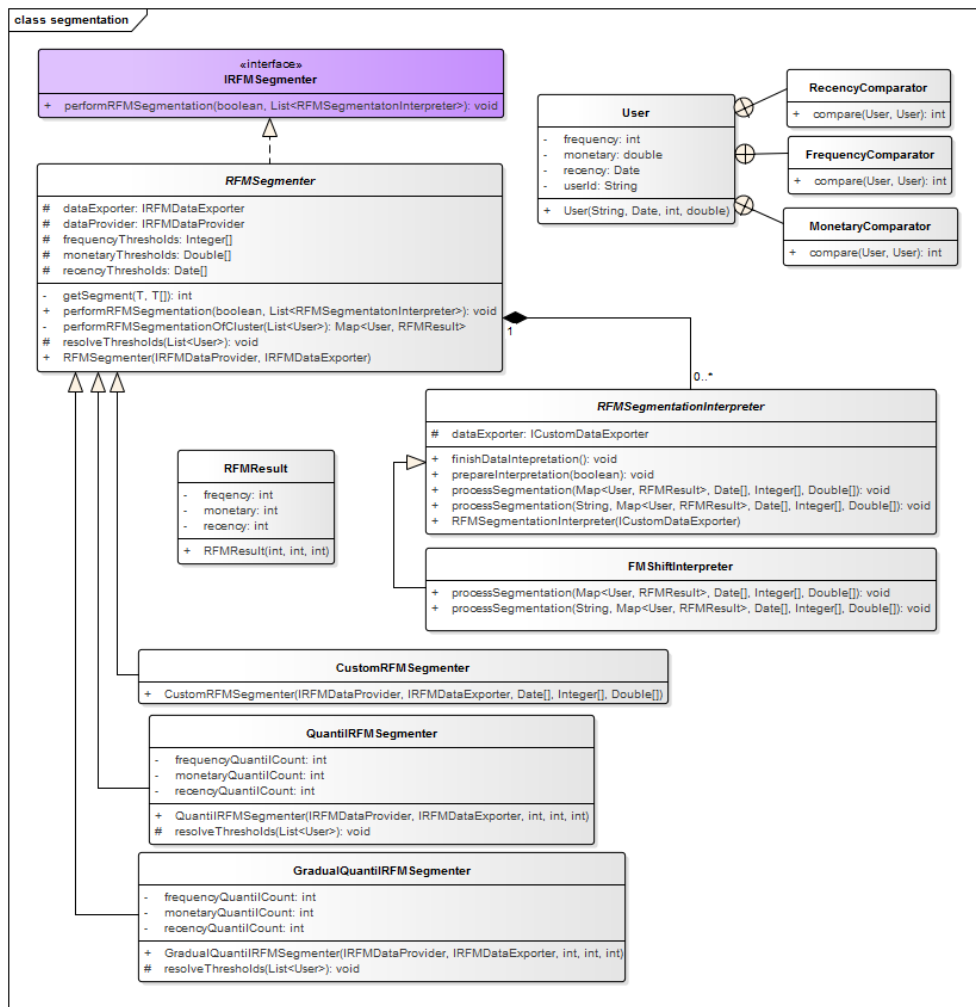 class segmentation
«interface»
IRFMSegmenter
+ performRFMSegmentation(boolean, List<RFMSegmentatonInterpreter>): void
RFMSegmenter
# dataExporter: IRFMDataExporter
# dataProvider: IRFMDataProvider
# frequencyThresholds: Integer[]
# monetaryThresholds: Double[]
# recencyThresholds: Date[]
- getSegment(T, T[]): int
+ performRFMSegmentation(boolean, List<RFMSegmentatonInterpreter>): void
- performRFMSegmentationOfCluster(List<User>): Map<User, RFMResult>
# resolveThresholds(List<User>): void
+ RFMSegmenter(IRFMDataProvider, IRFMDataExporter)
User
- frequency: int
- monetary: double
- recency: Date
- userId: String
+ User(String, Date, int, double)
RecencyComparator
+ compare(User, User): int
FrequencyComparator
+ compare(User, User): int
MonetaryComparator
+ compare(User, User): int
1
0..*
RFMSegmentationInterpreter
# dataExporter: ICustomDataExporter
+ finishDataIntepretation(): void
+ prepareInterpretation(boolean): void
+ processSegmentation(Map<User, RFMResult>, Date[], Integer[], Double[]): void
+ processSegmentation(String, Map<User, RFMResult>, Date[], Integer[], Double[]): void
+ RFMSegmentationInterpreter(ICustomDataExporter)
RFMResult
- freqency: int
- monetary: int
- recency: int
+ RFMResult(int, int, int)
FMShiftInterpreter
+ processSegmentation(Map<User, RFMResult>, Date[], Integer[], Double[]): void
+ processSegmentation(String, Map<User, RFMResult>, Date[], Integer[], Double[]): void
CustomRFMSegmenter
+ CustomRFMSegmenter(IRFMDataProvider, IRFMDataExporter, Date[], Integer[], Double[])
QuantilRFMSegmenter
- frequencyQuantilCount: int
- monetaryQuantilCount: int
- recencyQuantilCount: int
+ QuantilRFMSegmenter(IRFMDataProvider, IRFMDataExporter, int, int, int)
# resolveThresholds(List<User>): void
GradualQuantilRFMSegmenter
- frequencyQuantilCount: int
- monetaryQuantilCount: int
- recencyQuantilCount: int
+ GradualQuantilRFMSegmenter(IRFMDataProvider, IRFMDataExporter, int, int, int)
# resolveThresholds(List<User>): void